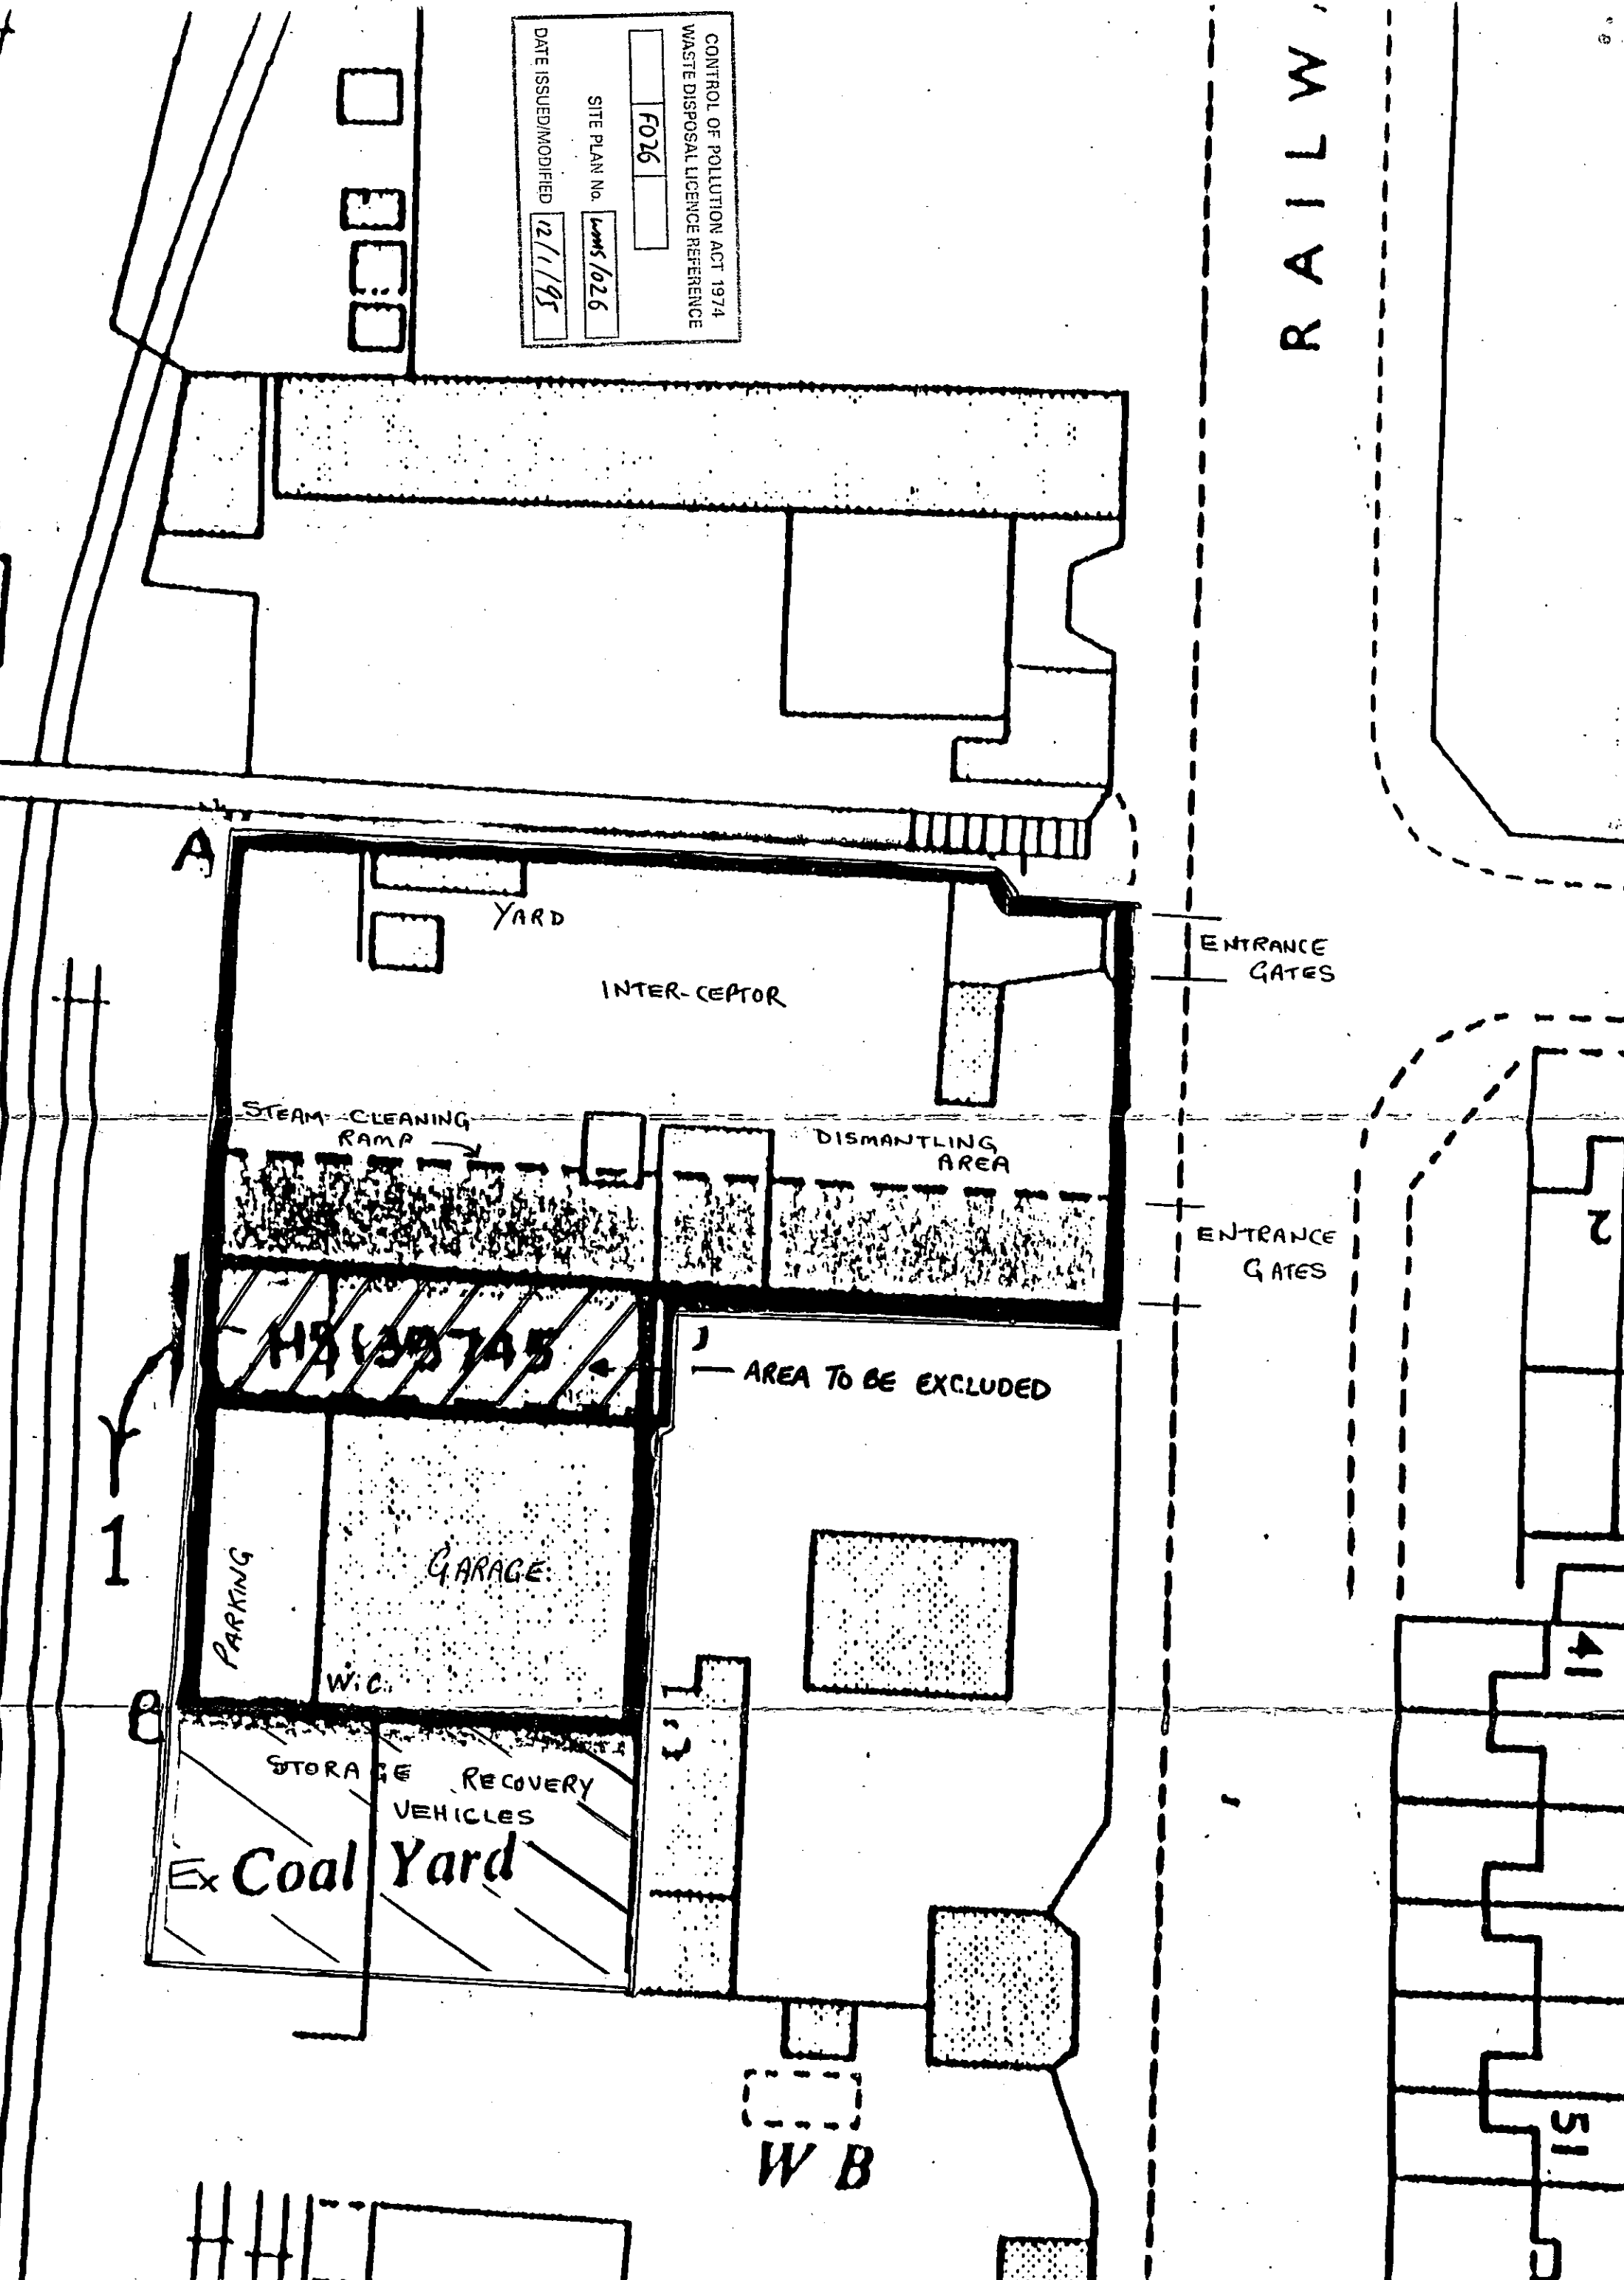 CONTROL OF POLLUTION ACT 1974
WASTE DISPOSAL LICENCE REFERENCE
F026
SITE PLAN No. WMS/026
DATE ISSUED/MODIFIED 12/1/95
RAILW
A
YARD
INTER-CEPTOR
ENTRANCE
GATES
STEAM CLEANING
RAMP
DISMANTLING
AREA
ENTRANCE
GATES
2
AREA TO BE EXCLUDED
1
PARKING
GARAGE
W.C.
41
B
STORAGE RECOVERY
VEHICLES
Ex Coal Yard
51
W B